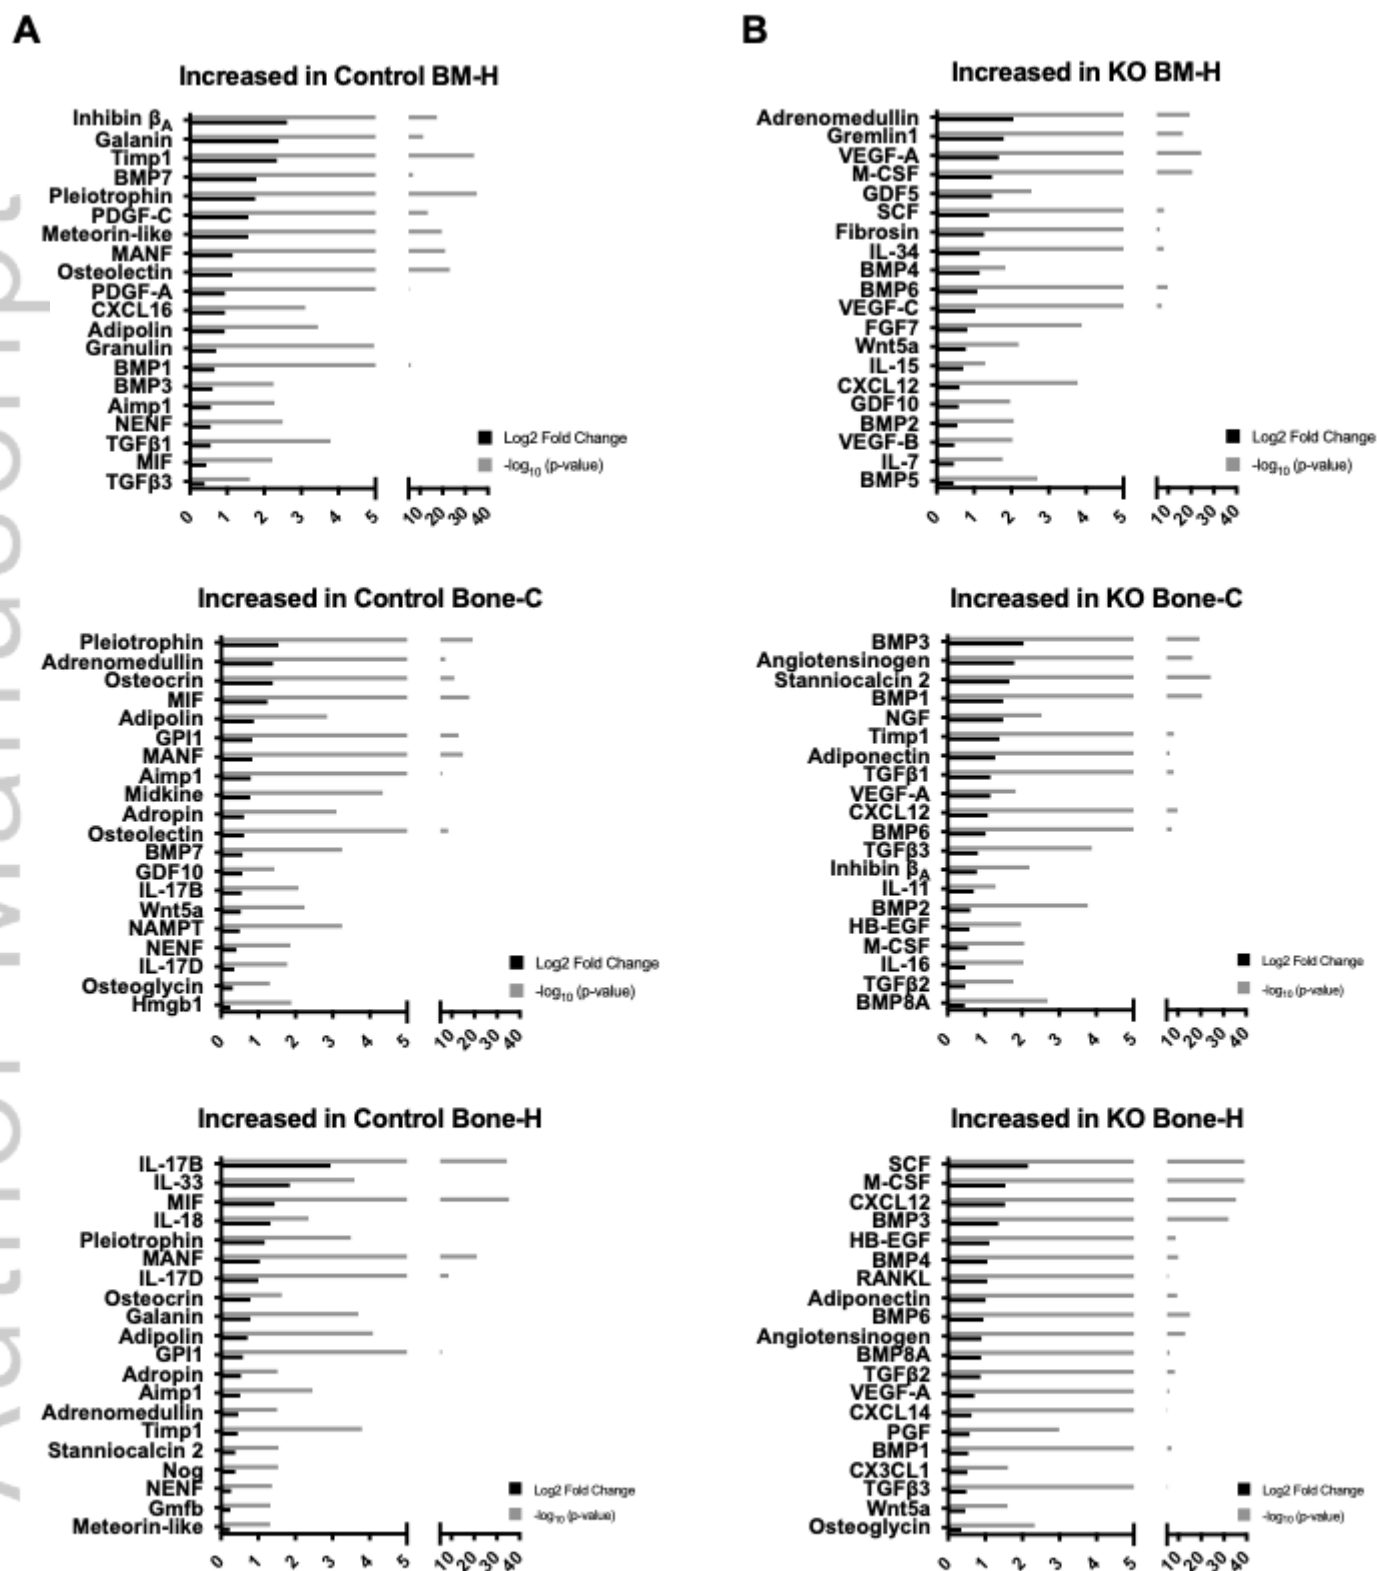 A
Increased in Control BM-H
Inhibin βA
Galanin
Timp1
BMP7
Pleiotrophin
PDGF-C
Meteorin-like
MANF
Osteolectin
PDGF-A
CXCL16
Adipolin
Granulin
BMP1
BMP3
Aimp1
NENF
TGFβ1
MIF
TGFβ3
Log2 Fold Change
-log10 (p-value)
0 1 2 3 4 5 10 20 30 40
Increased in Control Bone-C
Pleiotrophin
Adrenomedullin
Osteocrin
MIF
Adipolin
GPI1
MANF
Aimp1
Midkine
Adropin
Osteolectin
BMP7
GDF10
IL-17B
Wnt5a
NAMPT
NENF
IL-17D
Osteoglycin
Hmgb1
Log2 Fold Change
-log10 (p-value)
0 1 2 3 4 5 10 20 30 40
Increased in Control Bone-H
IL-17B
IL-33
MIF
IL-18
Pleiotrophin
MANF
IL-17D
Osteocrin
Galanin
Adipolin
GPI1
Adropin
Aimp1
Adrenomedullin
Timp1
Stanniocalcin 2
Nog
NENF
Gmfb
Meteorin-like
Log2 Fold Change
-log10 (p-value)
0 1 2 3 4 5 10 20 30 40
B
Increased in KO BM-H
Adrenomedullin
Gremlin1
VEGF-A
M-CSF
GDF5
SCF
Fibrosin
IL-34
BMP4
BMP6
VEGF-C
FGF7
Wnt5a
IL-15
CXCL12
GDF10
BMP2
VEGF-B
IL-7
BMP5
Log2 Fold Change
-log10 (p-value)
0 1 2 3 4 5 10 20 30 40
Increased in KO Bone-C
BMP3
Angiotensinogen
Stanniocalcin 2
BMP1
NGF
Timp1
Adiponectin
TGFβ1
VEGF-A
CXCL12
BMP6
TGFβ3
Inhibin βA
IL-11
BMP2
HB-EGF
M-CSF
IL-16
TGFβ2
BMP8A
Log2 Fold Change
-log10 (p-value)
0 1 2 3 4 5 10 20 30 40
Increased in KO Bone-H
SCF
M-CSF
CXCL12
BMP3
HB-EGF
BMP4
RANKL
Adiponectin
BMP6
Angiotensinogen
BMP8A
TGFβ2
VEGF-A
CXCL14
PGF
BMP1
CX3CL1
TGFβ3
Wnt5a
Osteoglycin
Log2 Fold Change
-log10 (p-value)
0 1 2 3 4 5 10 20 30 40